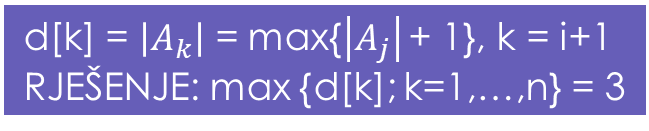 d[k] = |A_k| = max{|A_j| + 1}, k = i+1
RJEŠENJE: max {d[k]; k=1,…,n} = 3